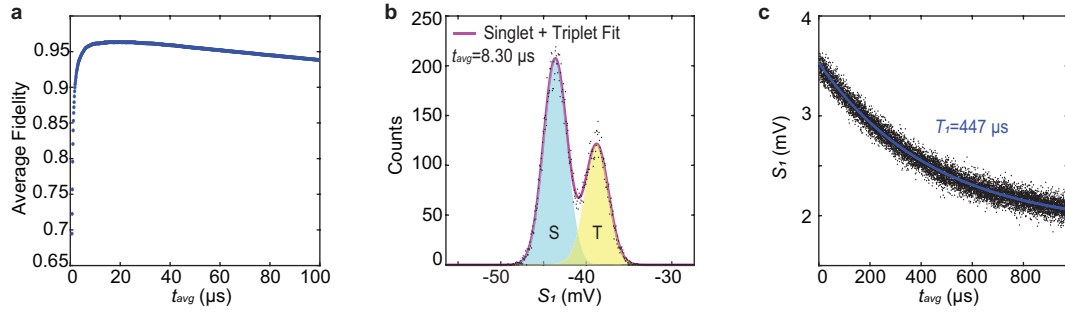 a
Average Fidelity
0.95
0.9
0.85
0.8
0.75
0.7
0.65
0
20
40
60
80
100
tavg (µs)
b
Counts
250
200
150
100
50
0
Singlet + Triplet Fit
tavg=8.30 µs
S
T
-50
-40
-30
S1 (mV)
c
S1 (mV)
5
4
3
2
T1=447 µs
0
200
400
600
800
tavg (µs)